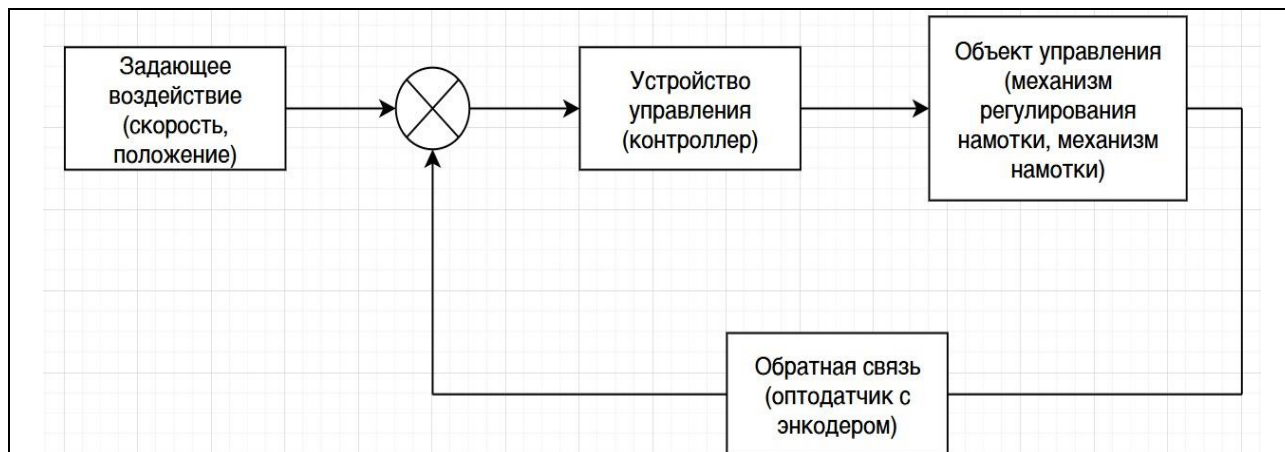 Задающее
воздействие
(скорость,
положение)
Устройство
управления
(контроллер)
Объект управления
(механизм
регулирования
намотки, механизм
намотки)
Обратная связь
(оптодатчик с
энкодером)